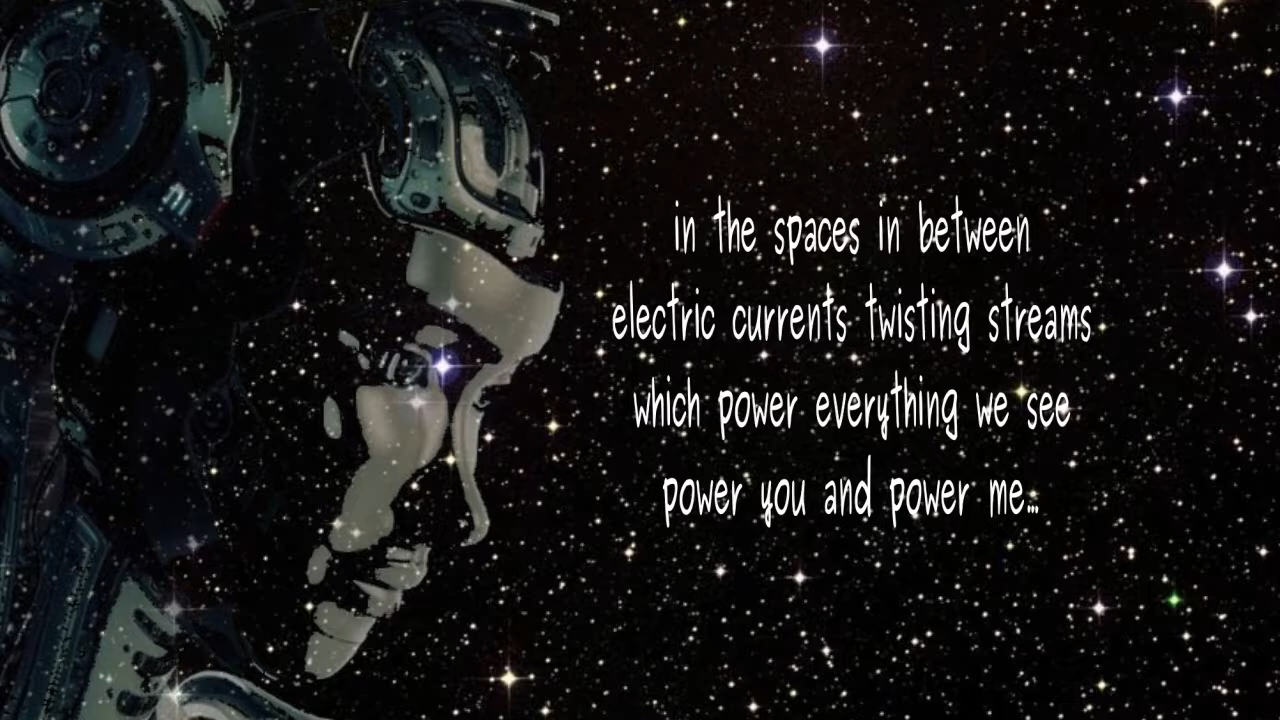 in the spaces in between
electric currents twisting streams
which power everything we see
power you and power me...